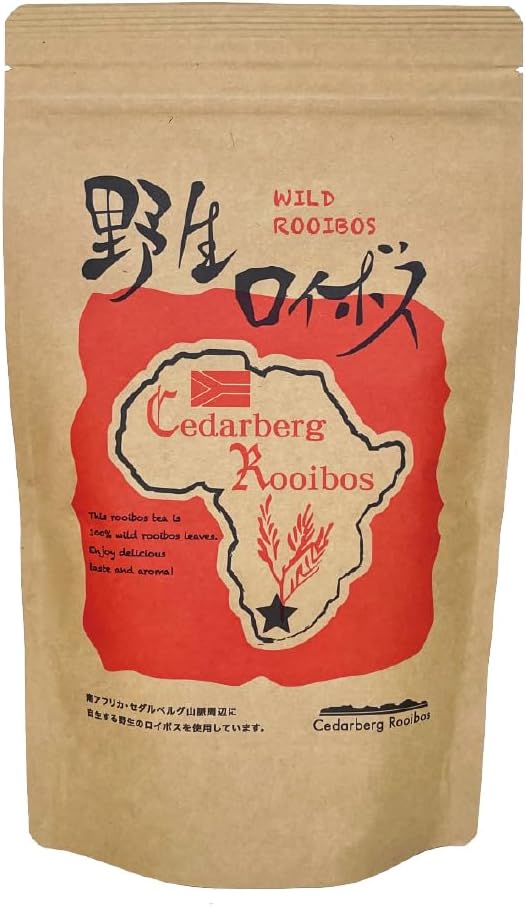 野生
WILD
ROOIBOS
ロイボス
Cedarberg
Rooibos
This rooibos tea is
100% wild rooibos leaves.
Enjoy delicious
taste and aroma!
南アフリカ・セダルベルグ山脈周辺に
自生する野生のロイボスを使用しています。
Cedarberg Rooibos